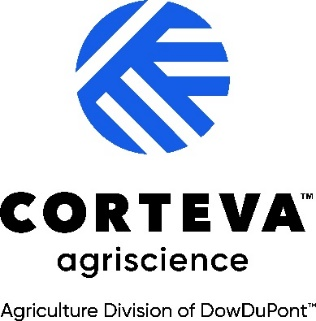 CORTEVA™
agriscience
Agriculture Division of DowDuPont™